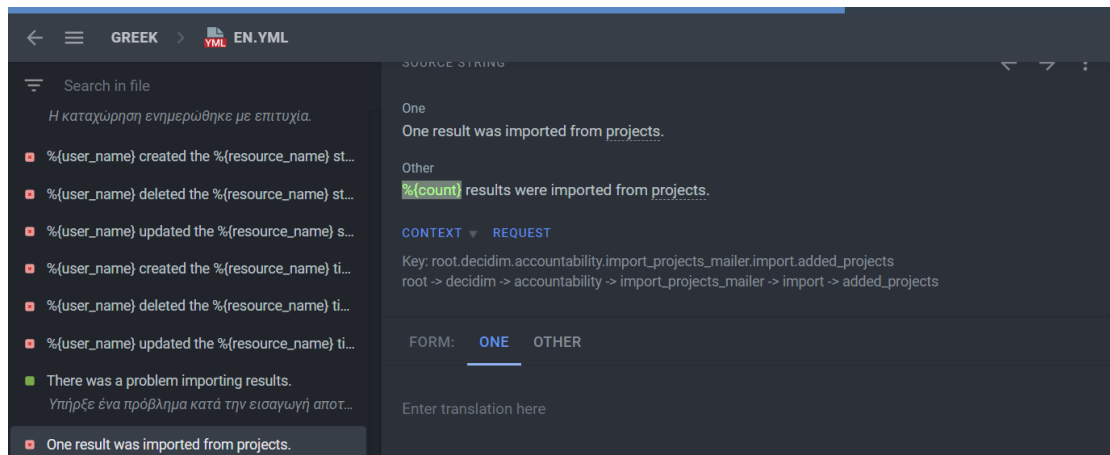 GREEK > YML EN.YML
Search in file
Η καταχώρηση ενημερώθηκε με επιτυχία.
%{user_name} created the %{resource_name} st...
%{user_name} deleted the %{resource_name} st...
%{user_name} updated the %{resource_name} s...
%{user_name} created the %{resource_name} ti...
%{user_name} deleted the %{resource_name} ti...
%{user_name} updated the %{resource_name} ti...
There was a problem importing results.
Υπήρξε ένα πρόβλημα κατά την εισαγωγή αποτ...
One result was imported from projects.
SOURCE STRING
One
One result was imported from projects.
Other
%{count} results were imported from projects.
CONTEXT REQUEST
Key: root.decidim.accountability.import_projects_mailer.import.added_projects
root -> decidim -> accountability -> import_projects_mailer -> import -> added_projects
FORM: ONE OTHER
Enter translation here